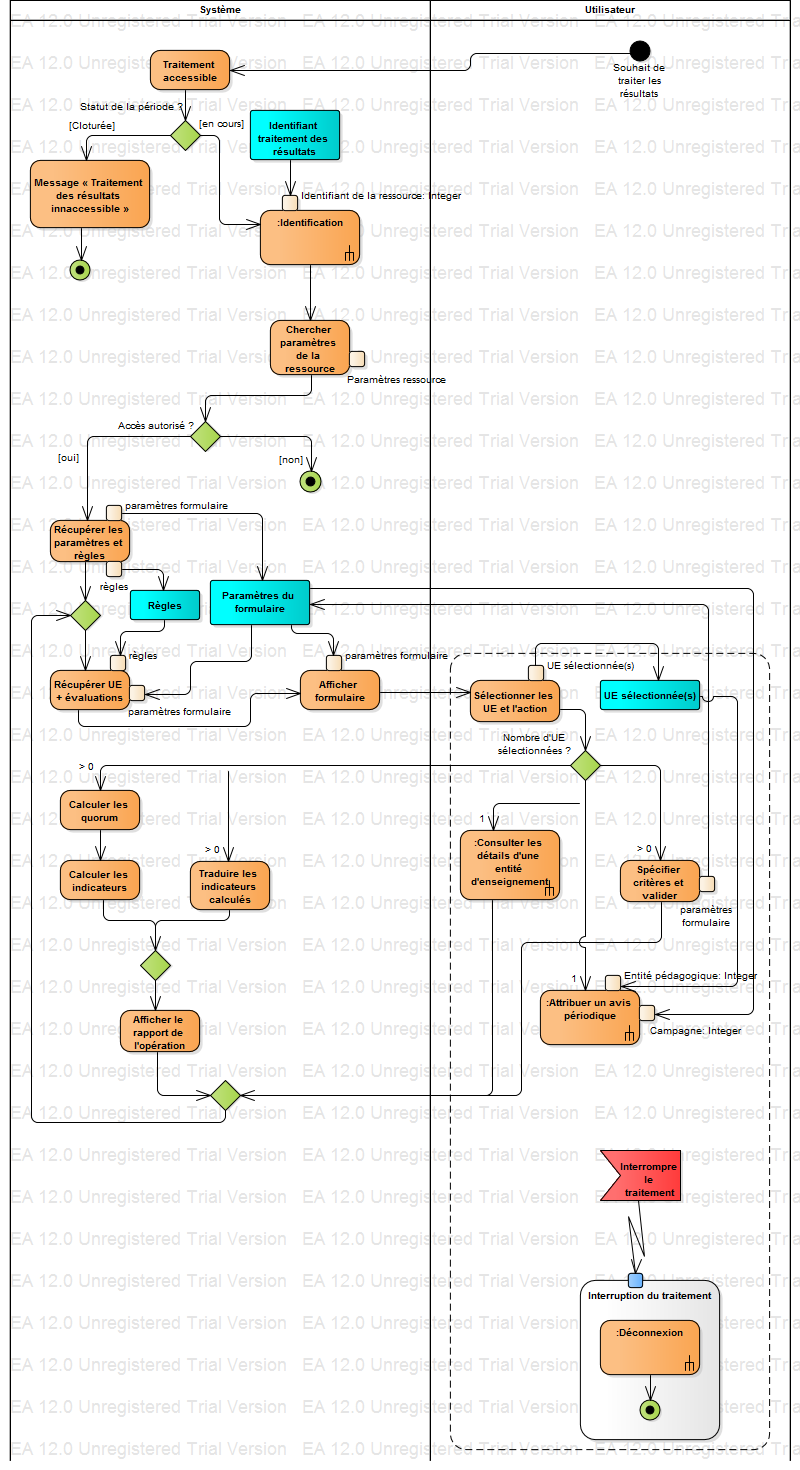 Système
Utilisateur
EA 12.0 Unregistered Trial Version
Traitement
accessible
Souhait de
traiter les
résultats
Statut de la période ?
[Cloturée]
[en cours]
Identifiant
traitement des
résultats
Message « Traitement
des résultats
innaccessible »
Identifiant de la ressource: Integer
:Identification
Chercher
paramètres
de la
ressource
Paramètres ressource
Accès autorisé ?
[oui]
[non]
paramètres formulaire
Récupérer les
paramètres et
règles
règles
Règles
Paramètres du
formulaire
règles
paramètres formulaire
Récupérer UE
+ évaluations
paramètres formulaire
Afficher
formulaire
UE sélectionnée(s)
Sélectionner les
UE et l'action
UE sélectionnée(s)
Nombre d'UE
sélectionnées ?
> 0
Calculer les
quorum
Calculer les
indicateurs
> 0
Traduire les
indicateurs
calculés
1
:Consulter les
détails d'une
entité
d'enseignement
> 0
Spécifier
critères et
valider
paramètres
formulaire
Entité pédagogique: Integer
1
:Attribuer un avis
périodique
Campagne: Integer
Afficher le
rapport de
l'opération
Interrompre
le
traitement
Interruption du traitement
:Déconnexion